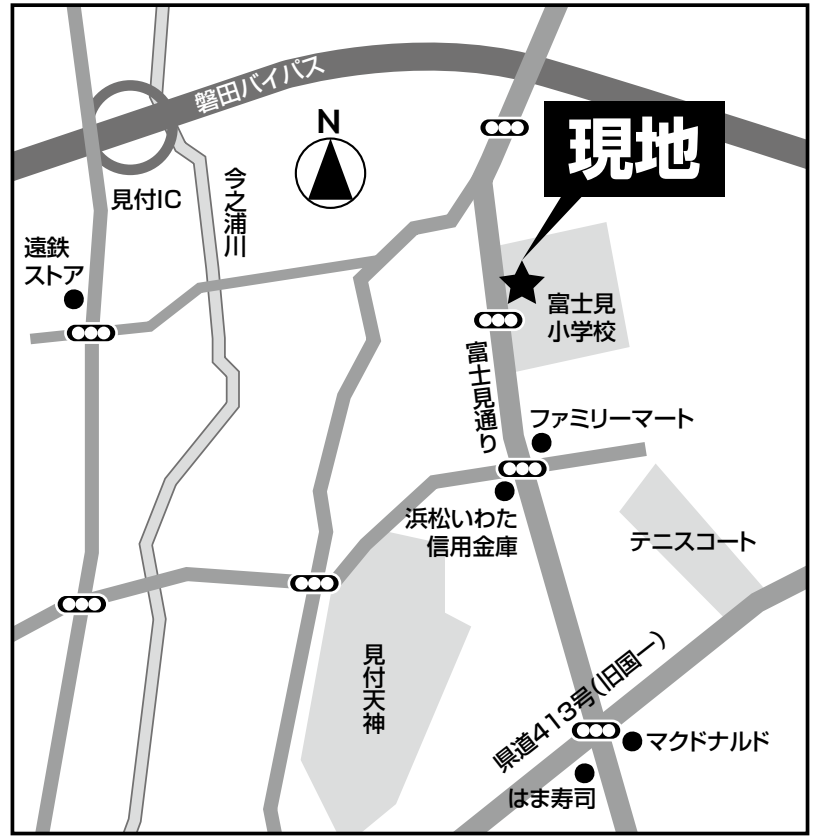 磐田バイパス
N
現地
見付IC
今之浦川
遠鉄
ストア
富士見
小学校
富士見通り
ファミリーマート
浜松いわた
信用金庫
テニスコート
見付天神
県道413号(旧国一)
マクドナルド
はま寿司